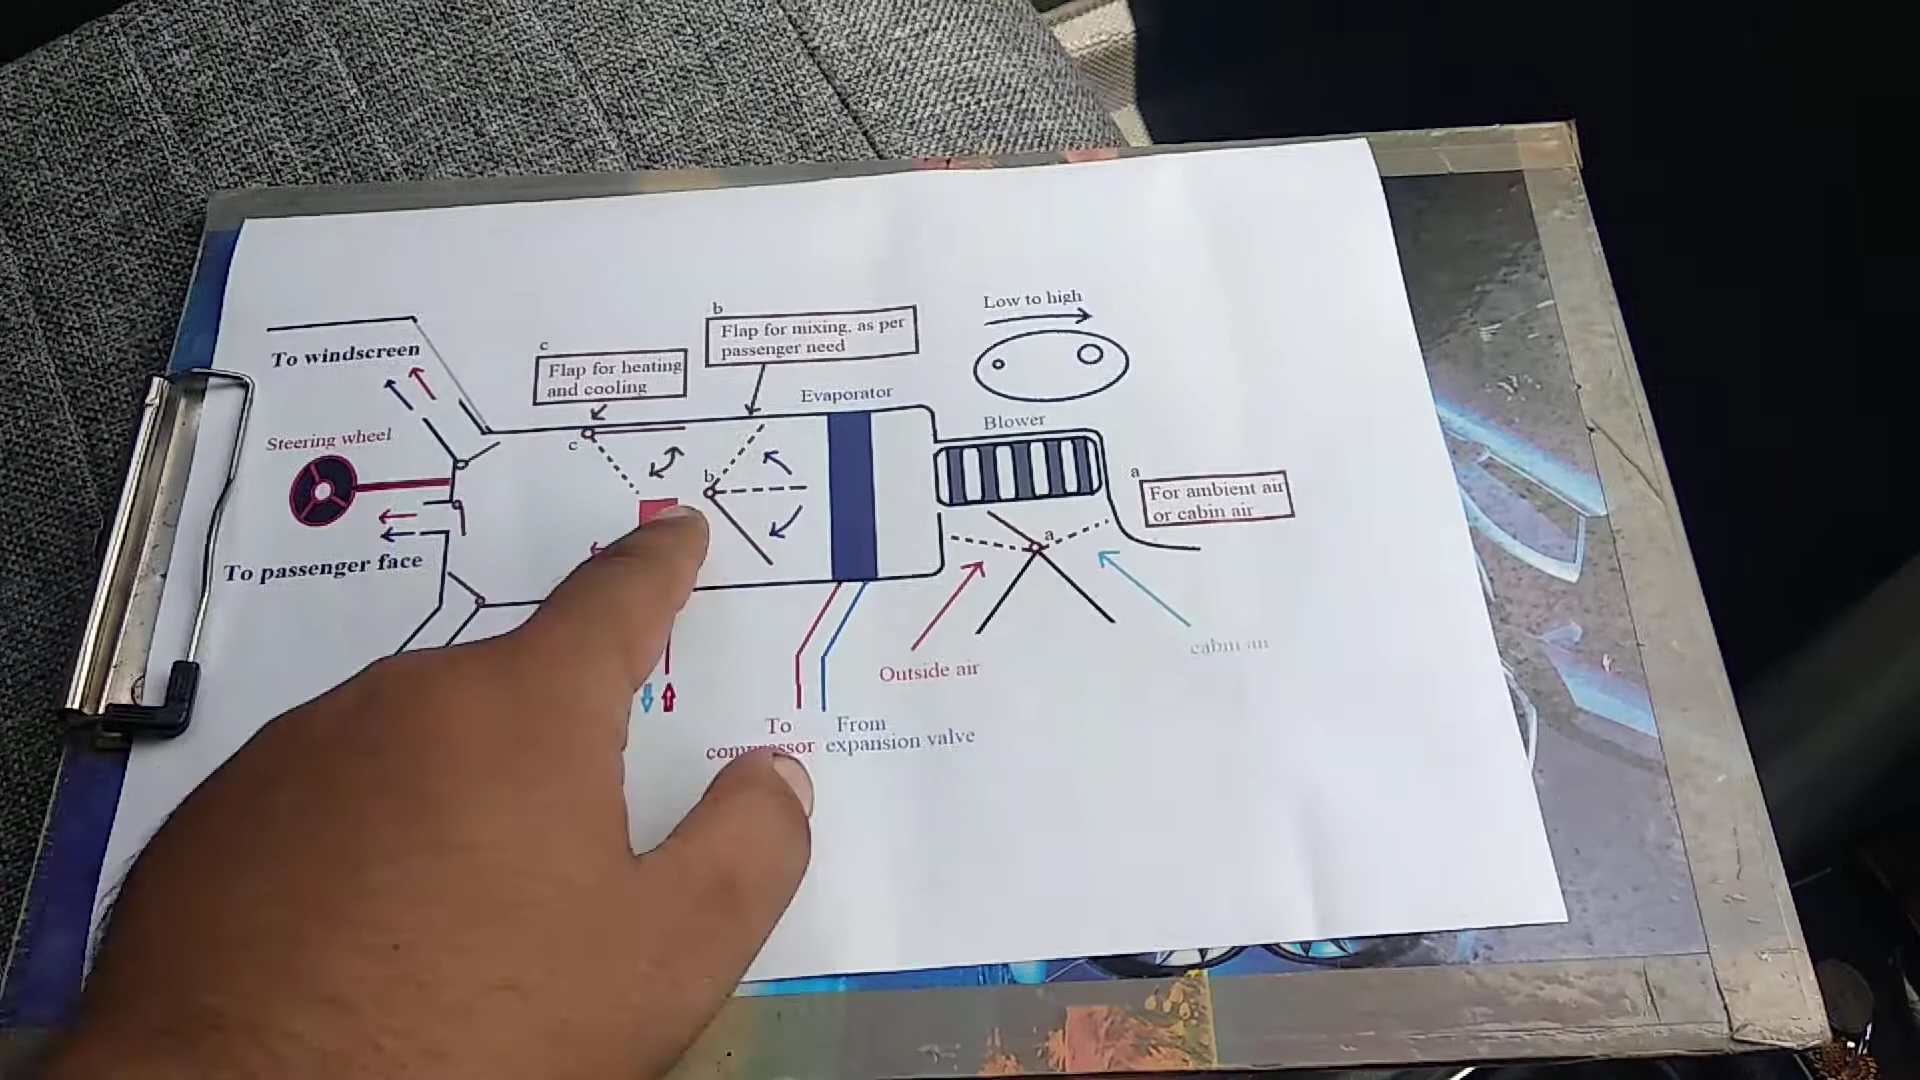 Low to high
b
Flap for mixing, as per
passenger need
c
Flap for heating
and cooling
To windscreen
Evaporator
Blower
Steering wheel
c
b
a
For ambient air
or cabin air
a
To passenger face
Outside air
cabin air
To
compressor
From
expansion valve